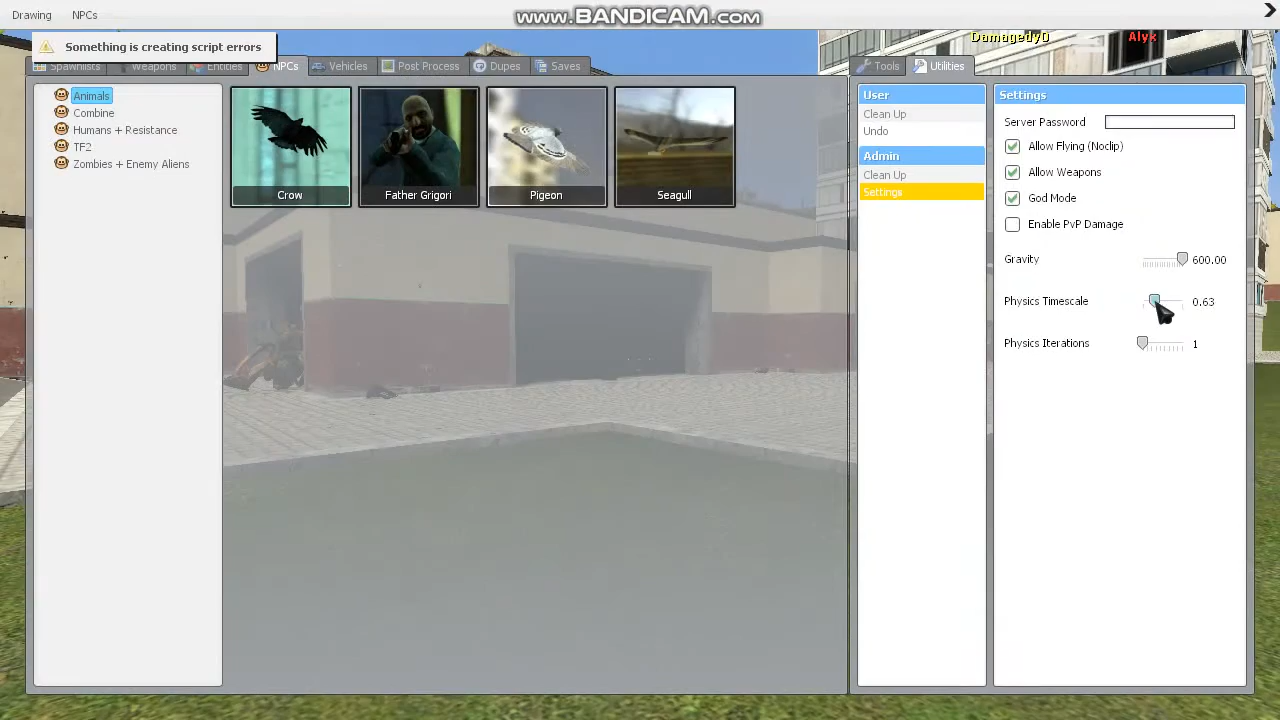 Drawing
NPCs
www.BANDICAM.com
Something is creating script errors
DamagedyD
Alyx
Spawnlists
Weapons
Entities
NPCs
Vehicles
Post Process
Dupes
Saves
Tools
Utilities
Animals
Combine
Humans + Resistance
TF2
Zombies + Enemy Aliens
Crow
Father Grigori
Pigeon
Seagull
User
Clean Up
Undo
Admin
Clean Up
Settings
Settings
Server Password
Allow Flying (Noclip)
Allow Weapons
God Mode
Enable PvP Damage
Gravity 600.00
Physics Timescale 0.63
Physics Iterations 1